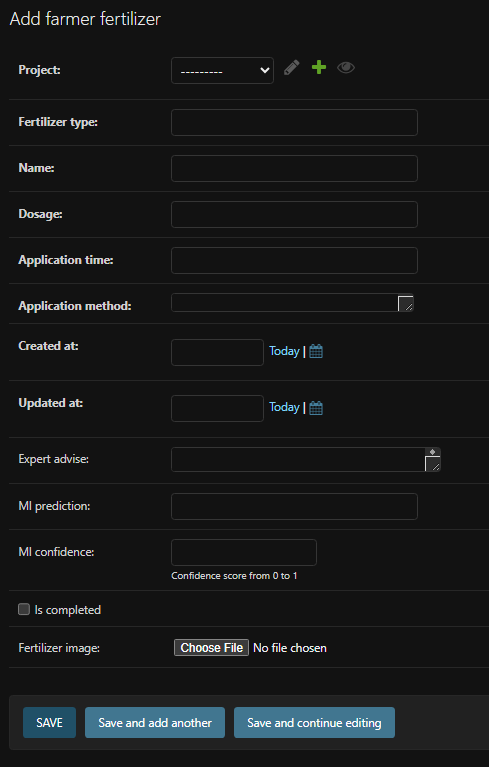 Add farmer fertilizer
Project: ---------
Fertilizer type:
Name:
Dosage:
Application time:
Application method:
Created at: Today |
Updated at: Today |
Expert advise:
Ml prediction:
Ml confidence:
Confidence score from 0 to 1
Is completed
Fertilizer image: Choose File No file chosen
SAVE Save and add another Save and continue editing